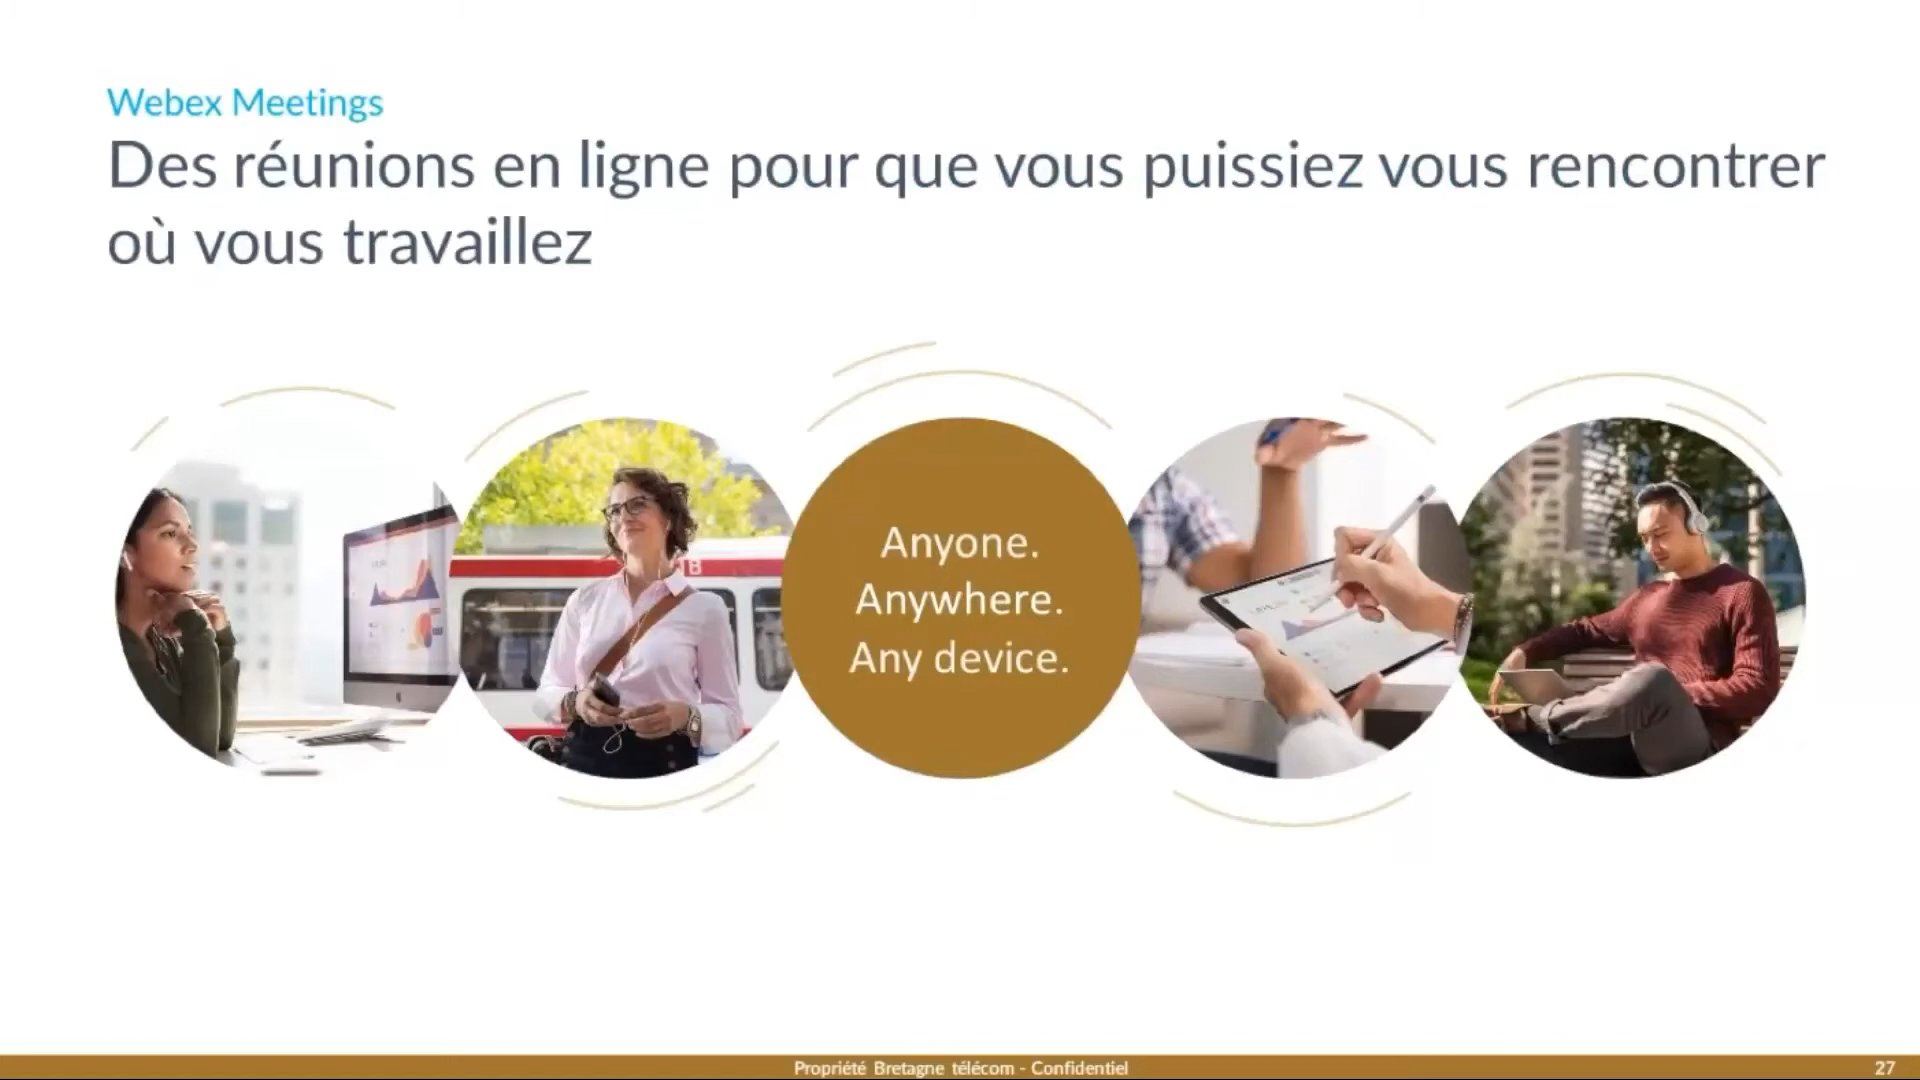 Webex Meetings
Des réunions en ligne pour que vous puissiez vous rencontrer
où vous travaillez
Anyone.
Anywhere.
Any device.
Propriété Bretagne télécom - Confidentiel
27